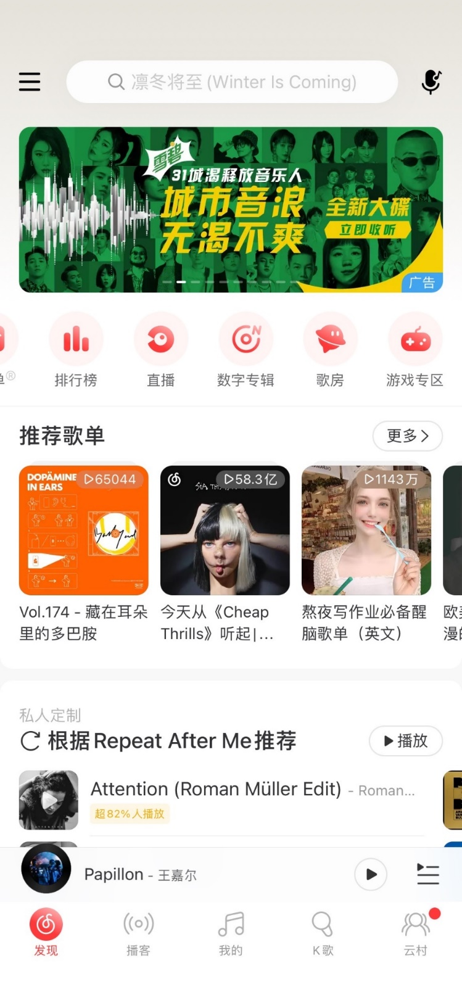 凛冬将至 (Winter Is Coming)
雪碧
31城渴释放音乐人
城市音浪
无渴不爽
全新大碟
立即收听
广告
单®
排行榜
直播
数字专辑
歌房
游戏专区
推荐歌单
更多
DOPÄMINE
IN EARS
65044
58.3亿
1143万
Vol.174 - 藏在耳朵
里的多巴胺
今天从《Cheap
Thrills》听起|...
熬夜写作业必备醒
脑歌单（英文）
欧美
漫的
私人定制
根据Repeat After Me推荐
播放
Attention (Roman Müller Edit) - Roman...
超82%人播放
ATTENTION
Papillon - 王嘉尔
发现
播客
我的
K歌
云村